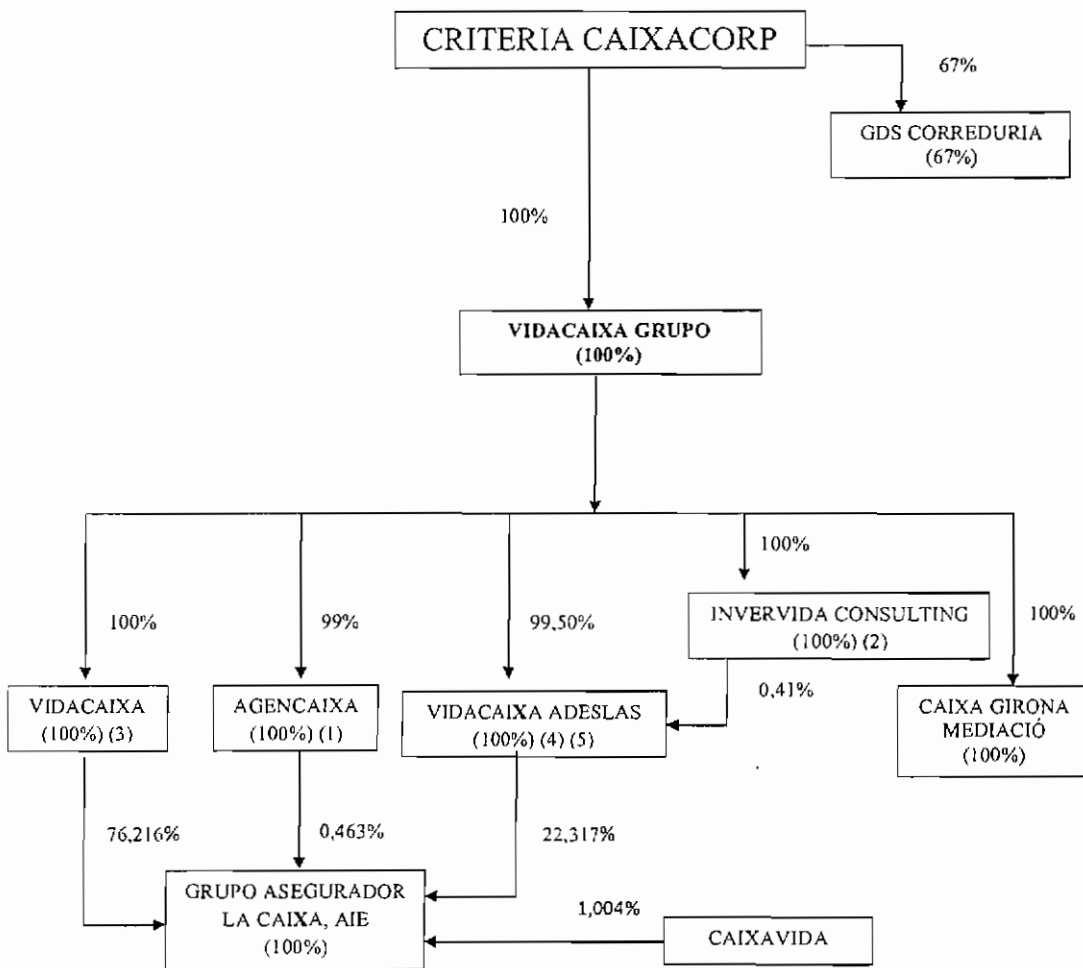 CRITERIA CAIXACORP
67%
GDS CORREDURIA
(67%)
100%
VIDACAIXA GRUPO
(100%)
100%
99%
99,50%
100%
100%
INVERVIDA CONSULTING
(100%) (2)
0,41%
VIDACAIXA
(100%) (3)
AGENCAIXA
(100%) (1)
VIDACAIXA ADESLAS
(100%) (4) (5)
CAIXA GIRONA
MEDIACIÓ
(100%)
76,216%
0,463%
22,317%
GRUPO ASEGURADOR
LA CAIXA, AIE
(100%)
1,004%
CAIXAVIDA